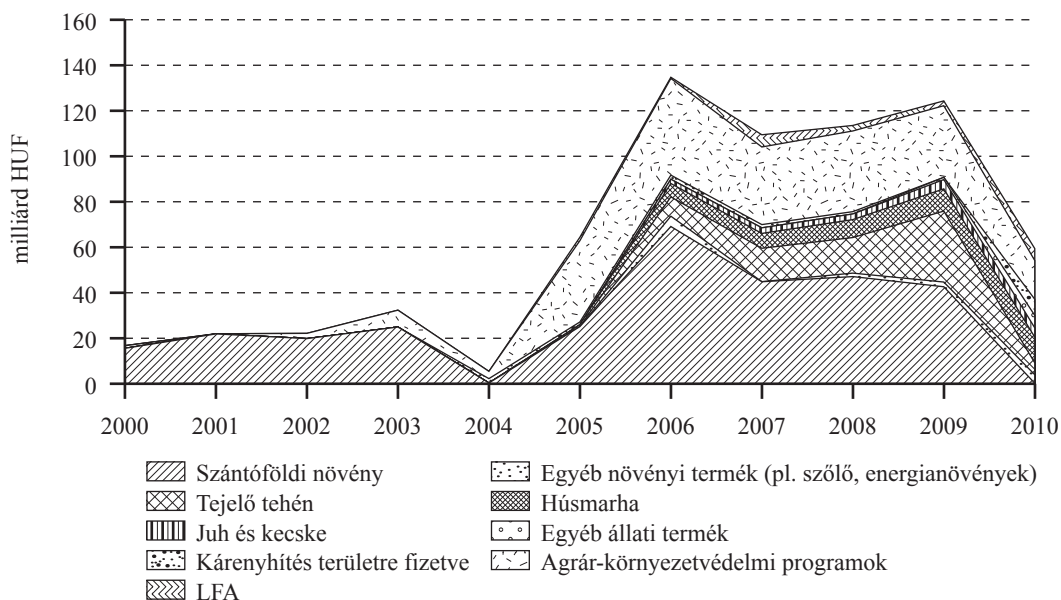 160
140
120
100
80
60
40
20
0
milliárd HUF
2000 2001 2002 2003 2004 2005 2006 2007 2008 2009 2010
Szántóföldi növény
Egyéb növényi termék (pl. szőlő, energianövények)
Tejelő tehén
Húsmarha
Juh és kecske
Egyéb állati termék
Kárenyhítés területre fizetve
Agrár-környezetvédelmi programok
LFA